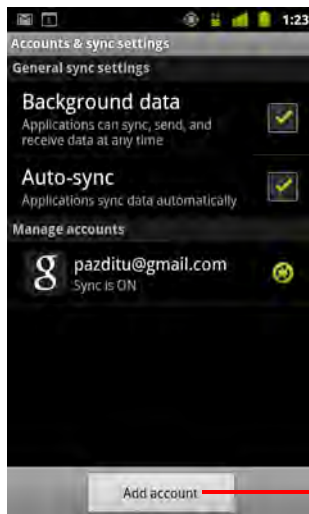 1:23
Accounts & sync settings
General sync settings
Background data
Applications can sync, send, and
receive data at any time
Auto-sync
Applications sync data automatically
Manage accounts
g
pazditu@gmail.com
Sync is ON
Add account